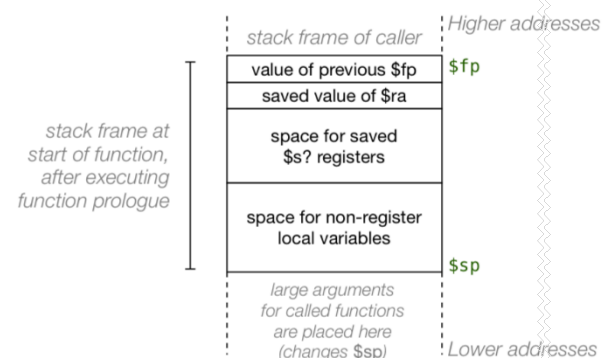 Higher addresses
stack frame of caller
value of previous $fp
$fp
saved value of $ra
stack frame at
start of function,
after executing
function prologue
space for saved
$s? registers
space for non-register
local variables
$sp
large arguments
for called functions
are placed here
(changes $sp)
Lower addresses